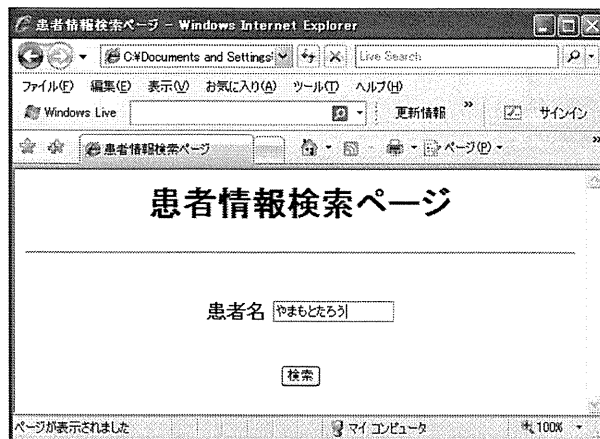 患者情報検索ページ - Windows Internet Explorer
C:¥Documents and Settings Live Search
ファイル(F) 編集(E) 表示(V) お気に入り(A) ツール(T) ヘルプ(H)
Windows Live 更新情報 » サインイン
患者情報検索ページ ページ(P) »
患者情報検索ページ
患者名 やまもとたろう
検索
ページが表示されました マイ コンピュータ 100%